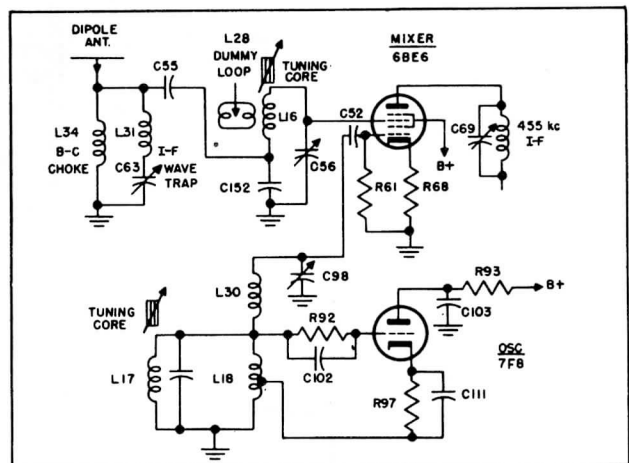 DIPOLE
ANT.
C55
L28
DUMMY
LOOP
TUNING
CORE
MIXER
6BE6
L34
B-C
CHOKE
L31
I-F
WAVE
TRAP
C63
L16
C152
C56
C52
R61
R68
C69
455 kc
I-F
B+
L30
C98
TUNING
CORE
L17
L18
R92
C102
R93
B+
C103
OSC
7F8
R97
C111